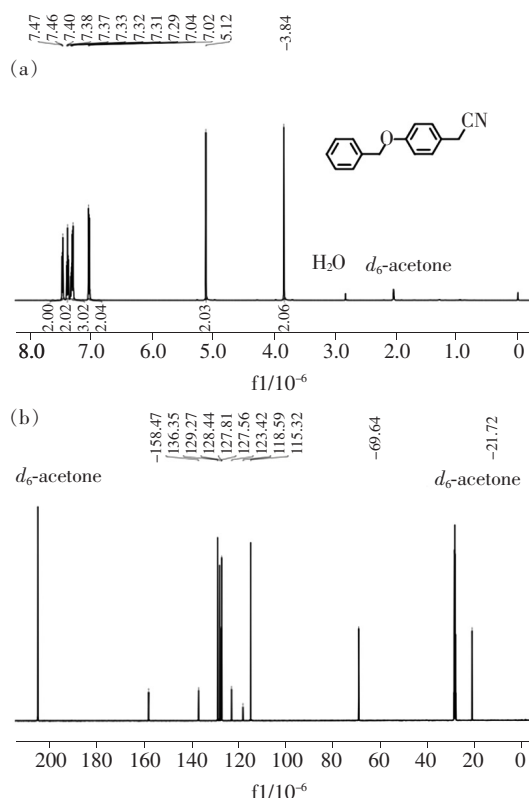 7.47
7.46
7.40
7.38
7.37
7.33
7.32
7.31
7.29
7.04
7.02
5.12
−3.84
(a)
CN
O
H₂O
d₆-acetone
2.00
2.02
3.02
2.04
2.03
2.06
8.0 7.0 6.0 5.0 4.0 3.0 2.0 1.0 0
f1/10⁻⁶
(b)
−158.47
136.35
129.27
128.44
127.81
127.56
123.42
118.59
115.32
−69.64
−21.72
d₆-acetone
d₆-acetone
200 180 160 140 120 100 80 60 40 20 0
f1/10⁻⁶